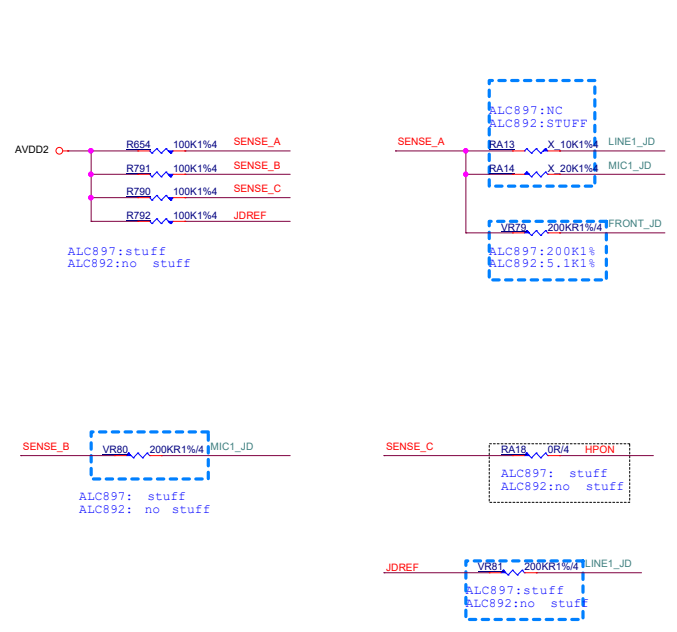 ALC897:NC
ALC892:STUFF
AVDD2
R654 100K1%4 SENSE_A
R791 100K1%4 SENSE_B
R790 100K1%4 SENSE_C
R792 100K1%4 JDREF
ALC897:stuff
ALC892:no stuff
SENSE_A
RA13 X_10K1%4 LINE1_JD
RA14 X_20K1%4 MIC1_JD
VR79 200KR1%/4 FRONT_JD
ALC897:200K1%
ALC892:5.1K1%
SENSE_B VR80 200KR1%/4 MIC1_JD
ALC897: stuff
ALC892: no stuff
SENSE_C RA18 0R/4 HPON
ALC897: stuff
ALC892:no stuff
JDREF VR81 200KR1%/4 LINE1_JD
ALC897:stuff
ALC892:no stuff